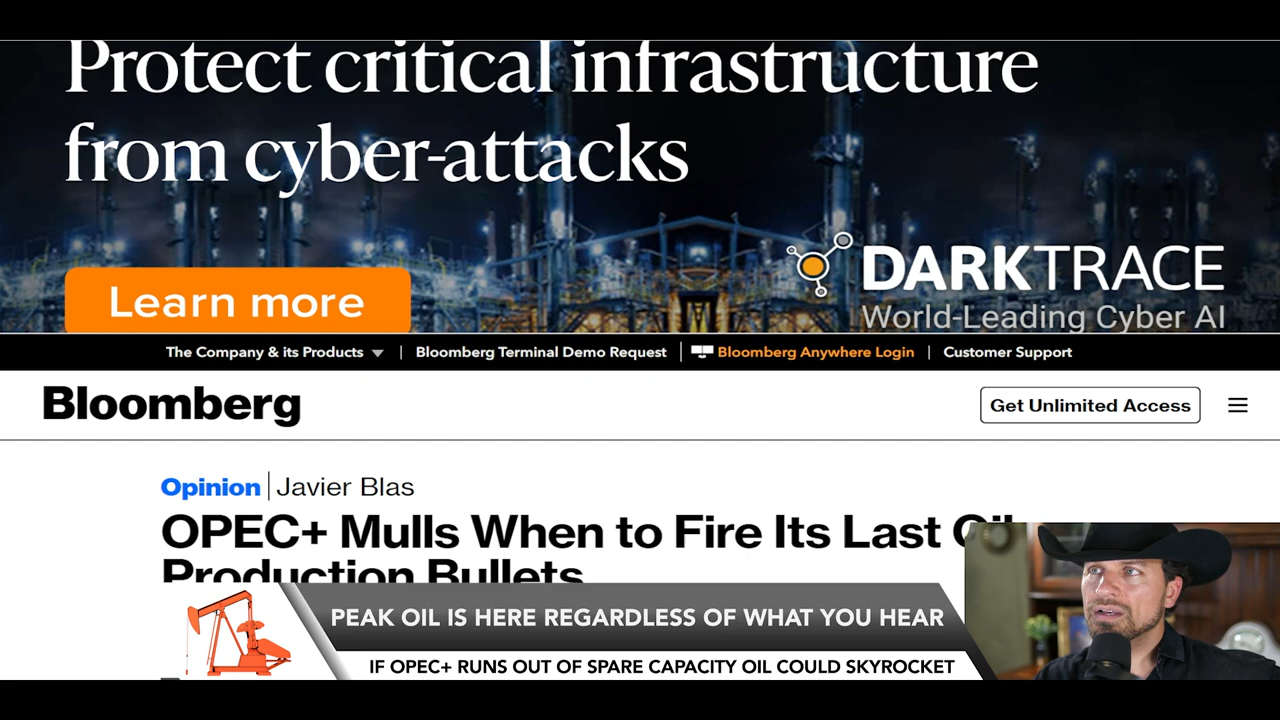 Protect critical infrastructure
from cyber-attacks
Learn more
DARKTRACE
World-Leading Cyber AI
The Company & its Products | Bloomberg Terminal Demo Request | Bloomberg Anywhere Login | Customer Support
Bloomberg
Get Unlimited Access
Opinion | Javier Blas
OPEC+ Mulls When to Fire Its Last Oil
Production Bullets
PEAK OIL IS HERE REGARDLESS OF WHAT YOU HEAR
IF OPEC+ RUNS OUT OF SPARE CAPACITY OIL COULD SKYROCKET